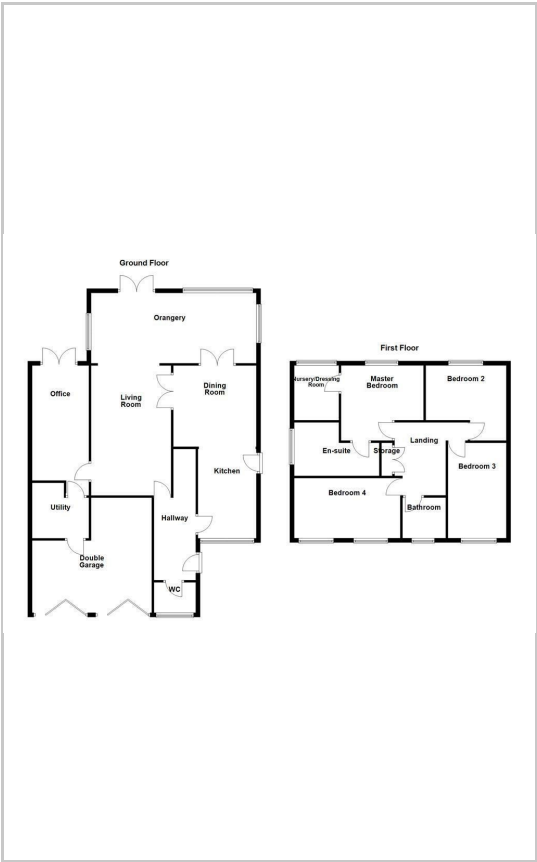 Ground Floor
Orangery
Office
Living
Room
Dining
Room
Kitchen
Utility
Hallway
Double
Garage
WC
First Floor
Nursery/Dressing
Room
Master
Bedroom
Bedroom 2
Landing
En-suite
Storage
Bedroom 3
Bedroom 4
Bathroom